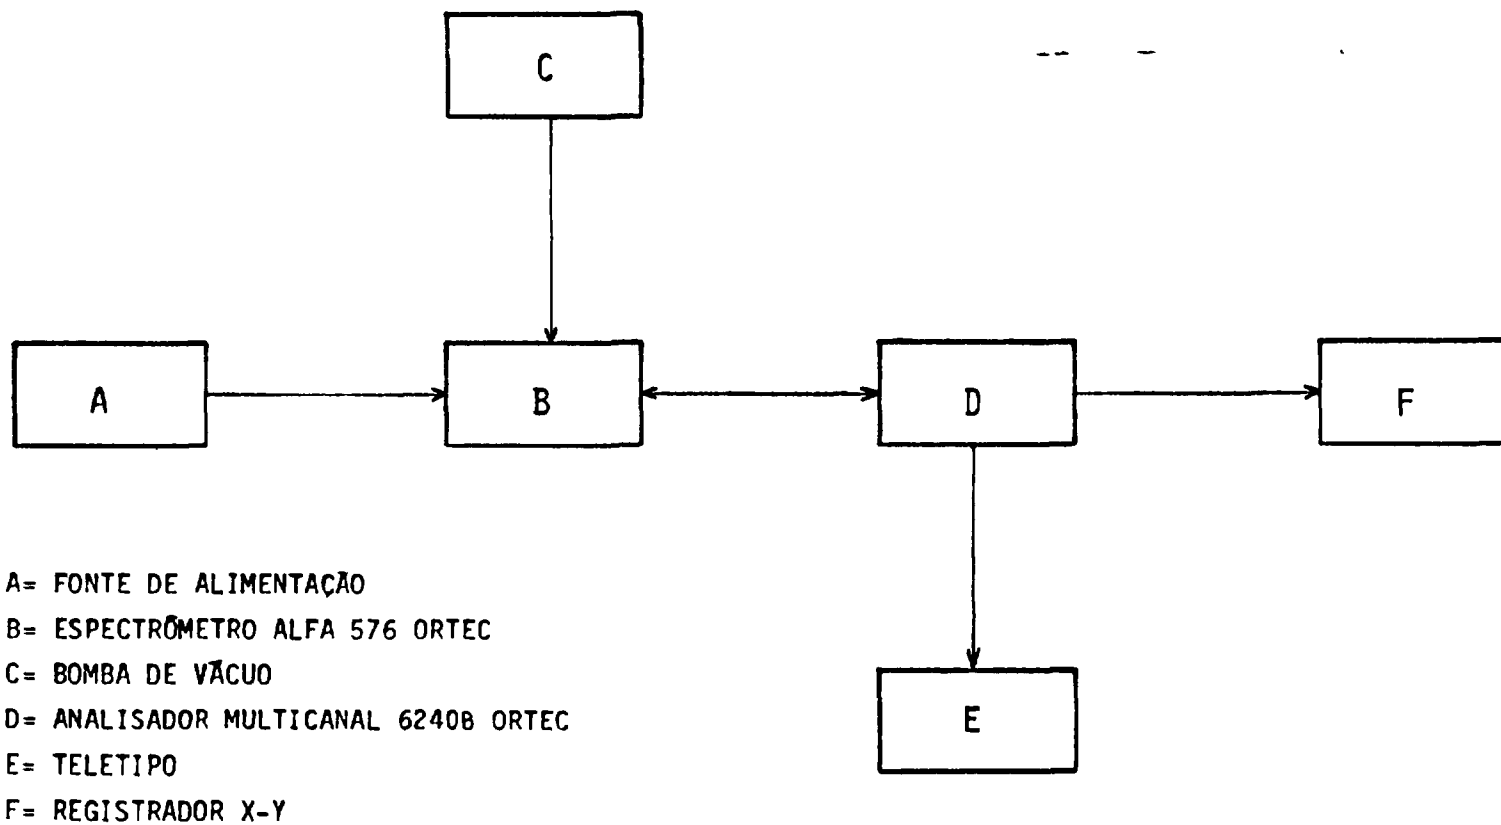 C
A
B
D
F
E
A= FONTE DE ALIMENTAÇÃO
B= ESPECTRÔMETRO ALFA 576 ORTEC
C= BOMBA DE VÁCUO
D= ANALISADOR MULTICANAL 6240B ORTEC
E= TELETIPO
F= REGISTRADOR X-Y